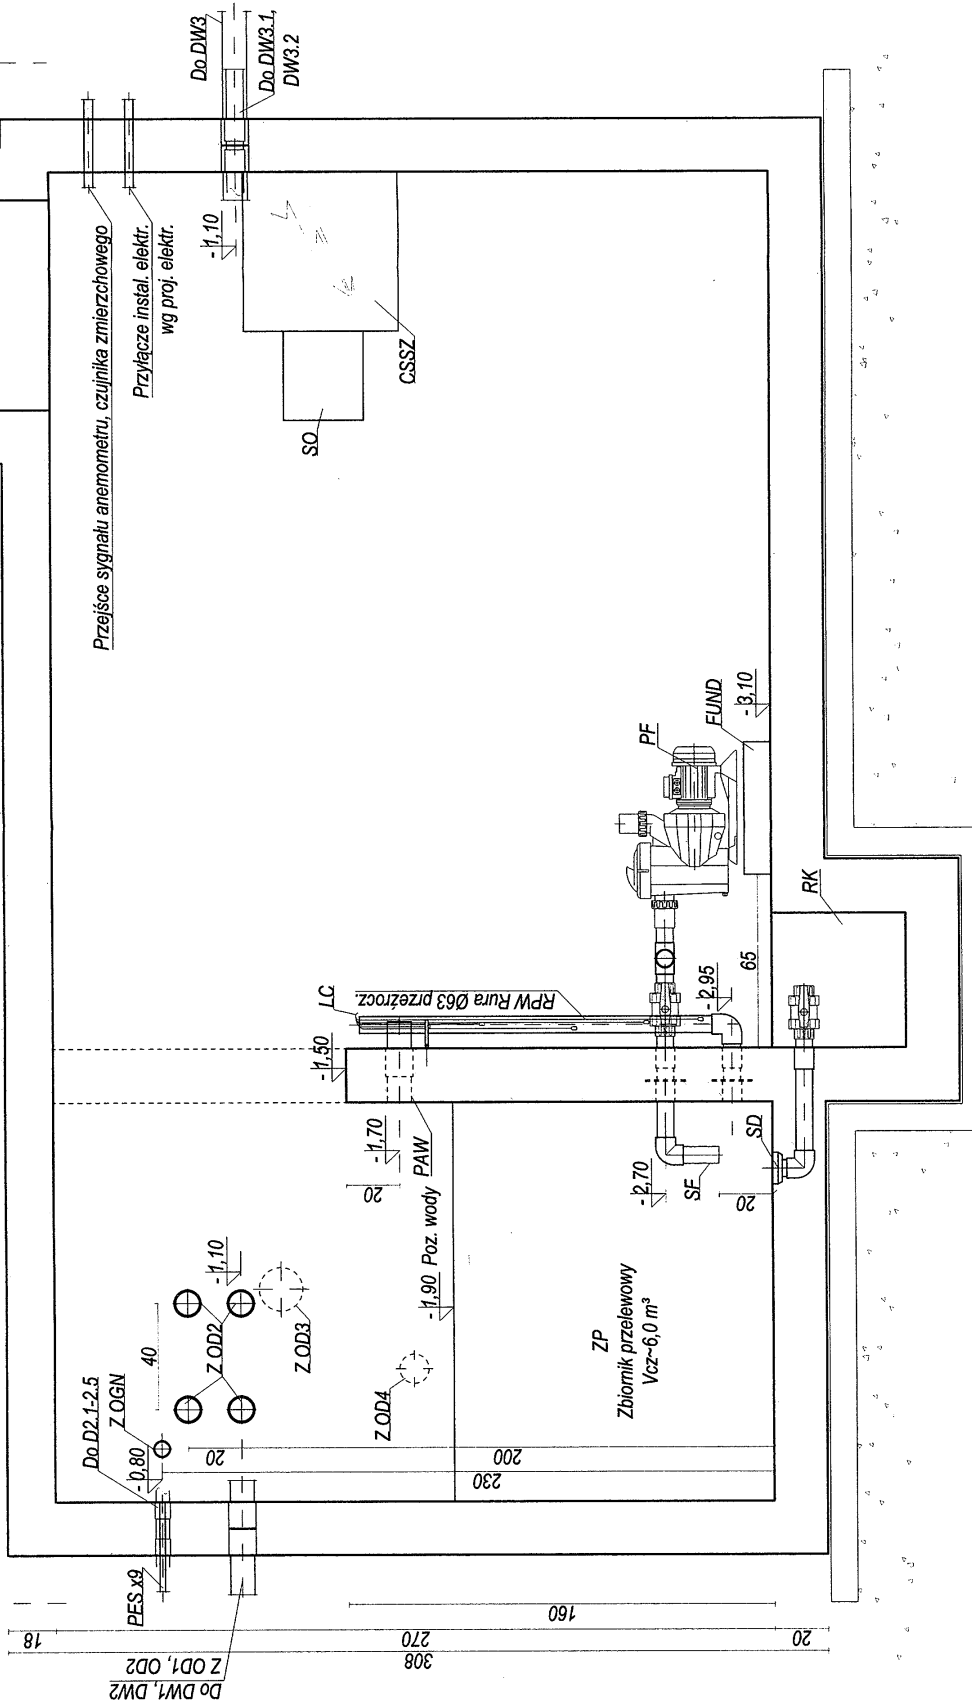 Do DW3
Do DW3.1,
DW3.2
Przejśce sygnału anemometru, czujnika zmierzchowego
Przyłącze instal. elektr.
wg proj. elektr.
- 1,10
SO
CSSZ
- 3,10
FUND
PF
RK
65
- 2,95
LC
RPW Rura Ø63 przeźrocz.
- 1,50
- 1,70
20
PAW
- 1,90 Poz. wody
- 2,70
SF
20
SD
- 1,10
40
Z OD2
Z OD3
Z OD4
ZP
Zbiornik przelewowy
Vcz~6,0 m³
Do D2.1-2.5
Z OGN
- 0,80
20
200
230
PES x9
Do DW1, DW2
Z OD1, OD2
160
18
270
20
308